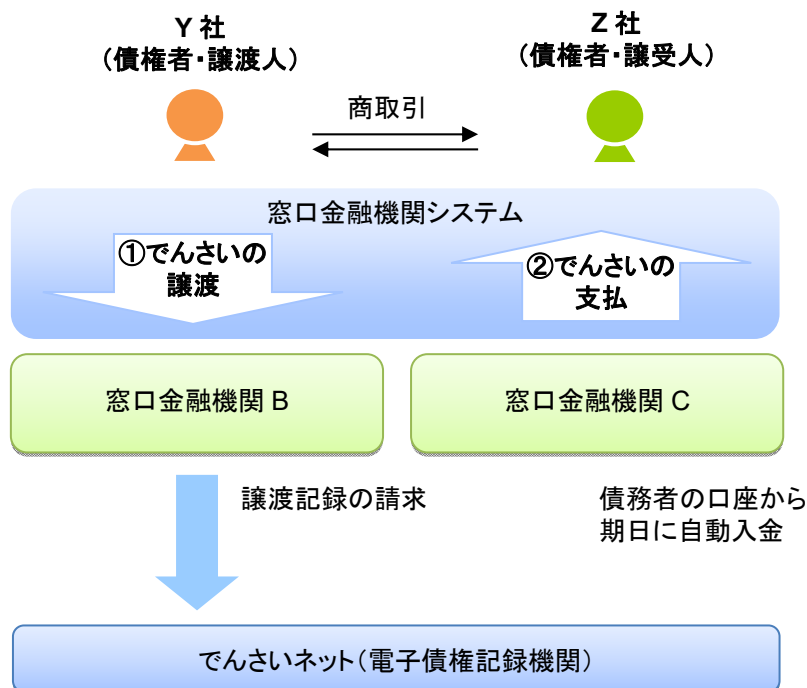 Y 社
（債権者・譲渡人）
Z 社
（債権者・譲受人）
商取引
窓口金融機関システム
①でんさいの
譲渡
②でんさいの
支払
窓口金融機関 B
窓口金融機関 C
譲渡記録の請求
債務者の口座から
期日に自動入金
でんさいネット（電子債権記録機関）